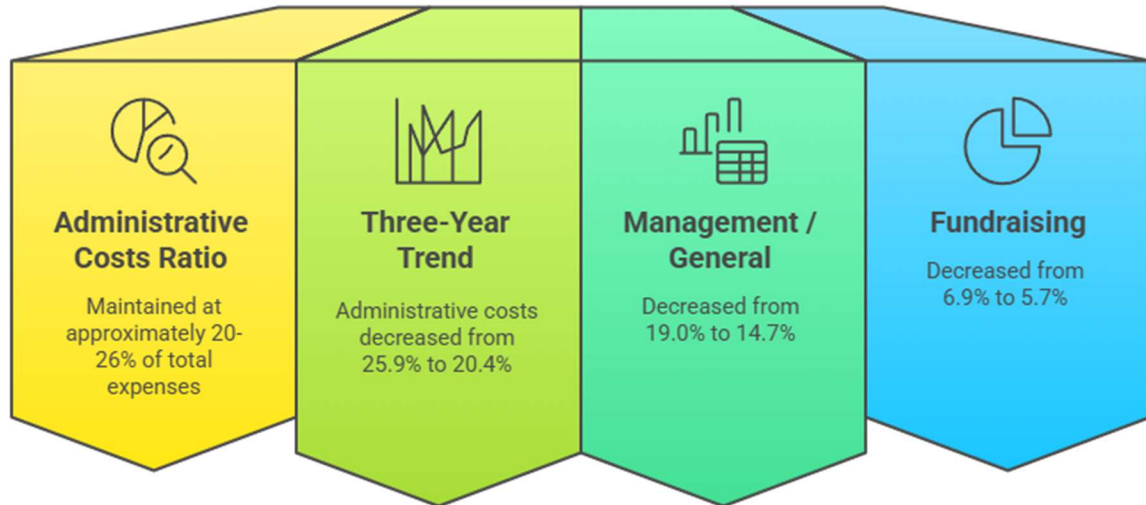 Administrative
Costs Ratio
Maintained at
approximately 20-
26% of total
expenses
Three-Year
Trend
Administrative costs
decreased from
25.9% to 20.4%
Management /
General
Decreased from
19.0% to 14.7%
Fundraising
Decreased from
6.9% to 5.7%